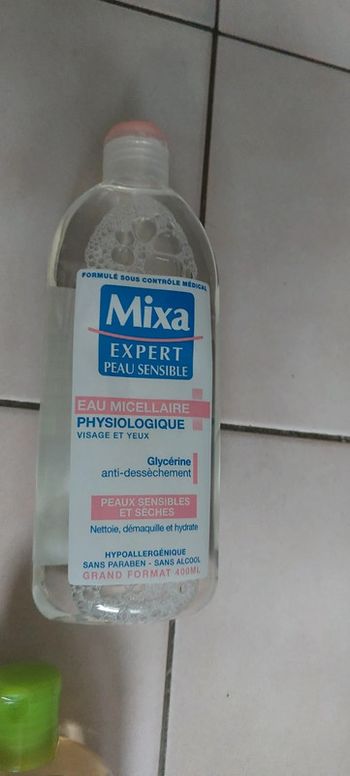 FORMULÉ SOUS CONTRÔLE MÉDICAL
Mixa
EXPERT
PEAU SENSIBLE
EAU MICELLAIRE
PHYSIOLOGIQUE
VISAGE ET YEUX
Glycérine
anti-dessèchement
PEAUX SENSIBLES
ET SÈCHES
Nettoie, démaquille et hydrate
HYPOALLERGÉNIQUE
SANS PARABEN - SANS ALCOOL
GRAND FORMAT 400ML